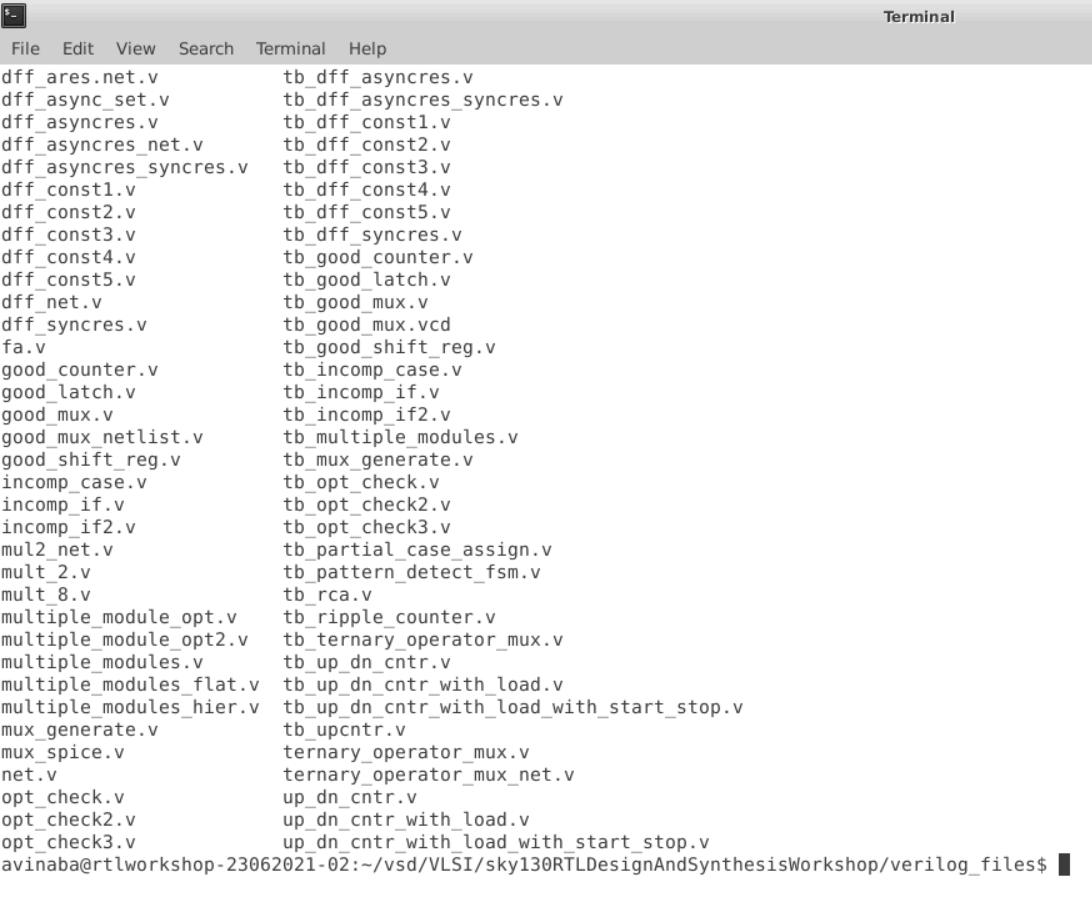 Terminal
File Edit View Search Terminal Help
dff_ares.net.v tb_dff_asyncres.v
dff_async_set.v tb_dff_asyncres_syncres.v
dff_asyncres.v tb_dff_const1.v
dff_asyncres_net.v tb_dff_const2.v
dff_asyncres_syncres.v tb_dff_const3.v
dff_const1.v tb_dff_const4.v
dff_const2.v tb_dff_const5.v
dff_const3.v tb_dff_syncres.v
dff_const4.v tb_good_counter.v
dff_const5.v tb_good_latch.v
dff_net.v tb_good_mux.v
dff_syncres.v tb_good_mux.vcd
fa.v tb_good_shift_reg.v
good_counter.v tb_incomp_case.v
good_latch.v tb_incomp_if.v
good_mux.v tb_incomp_if2.v
good_mux_netlist.v tb_multiple_modules.v
good_shift_reg.v tb_mux_generate.v
incomp_case.v tb_opt_check.v
incomp_if.v tb_opt_check2.v
incomp_if2.v tb_opt_check3.v
mul2_net.v tb_partial_case_assign.v
mult_2.v tb_pattern_detect_fsm.v
mult_8.v tb_rca.v
multiple_module_opt.v tb_ripple_counter.v
multiple_module_opt2.v tb_ternary_operator_mux.v
multiple_modules.v tb_up_dn_cntr.v
multiple_modules_flat.v tb_up_dn_cntr_with_load.v
multiple_modules_hier.v tb_up_dn_cntr_with_load_with_start_stop.v
mux_generate.v tb_upcntr.v
mux_spice.v ternary_operator_mux.v
net.v ternary_operator_mux_net.v
opt_check.v up_dn_cntr.v
opt_check2.v up_dn_cntr_with_load.v
opt_check3.v up_dn_cntr_with_load_with_start_stop.v
avinaba@rtlworkshop-23062021-02:~/vsd/VLSI/sky130RTLDesignAndSynthesisWorkshop/verilog_files$